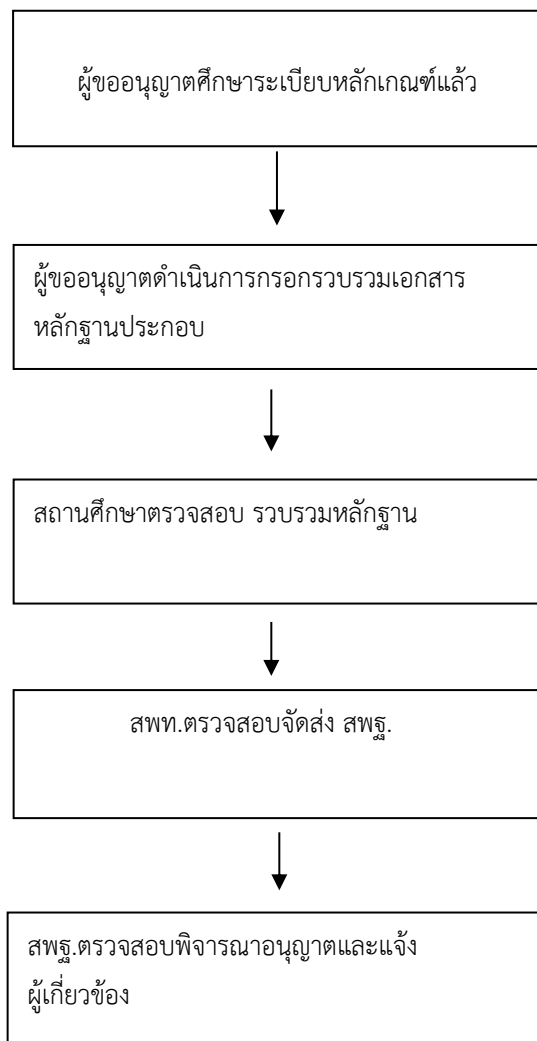 ผู้ขออนุญาตศึกษาระเบียบหลักเกณฑ์แล้ว
ผู้ขออนุญาตดำเนินการกรอกรวบรวมเอกสาร
หลักฐานประกอบ
สถานศึกษาตรวจสอบ รวบรวมหลักฐาน
สพท.ตรวจสอบจัดส่ง สพฐ.
สพฐ.ตรวจสอบพิจารณาอนุญาตและแจ้ง
ผู้เกี่ยวข้อง